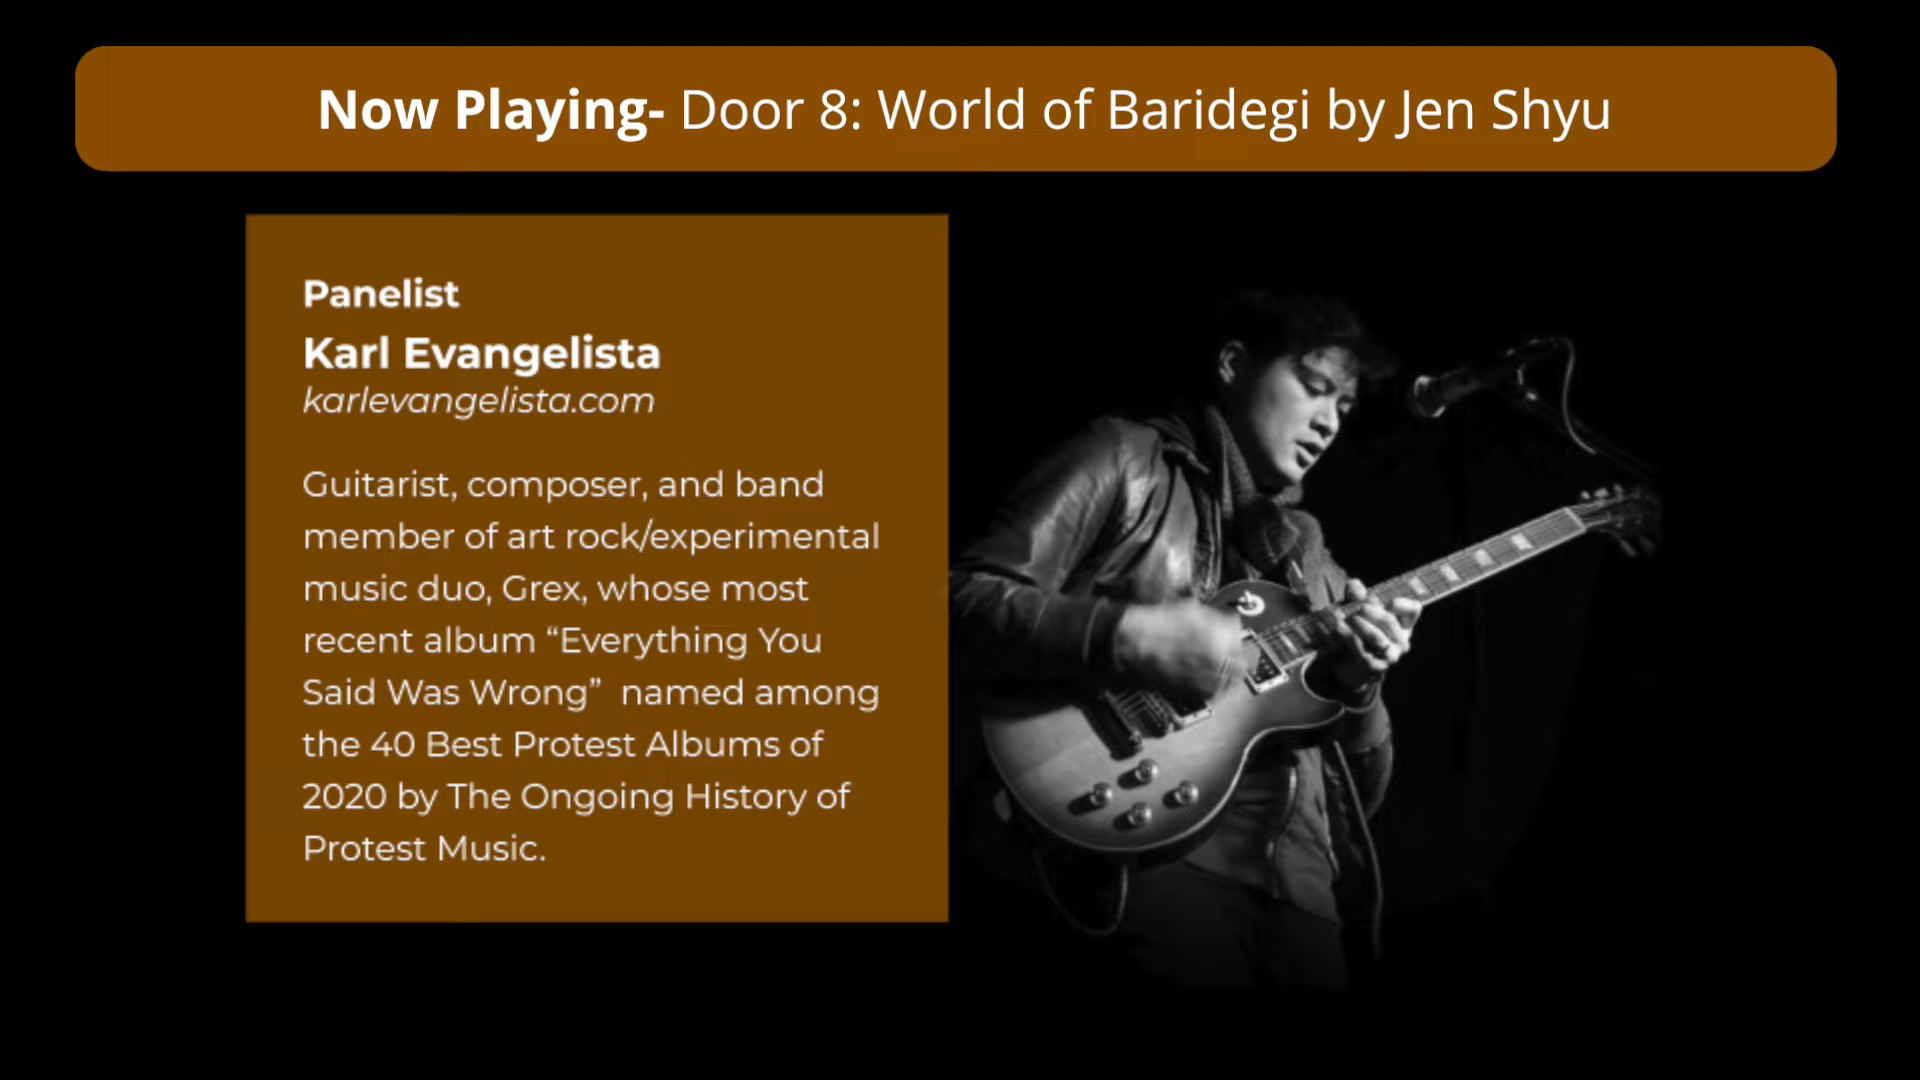 Now Playing- Door 8: World of Baridegi by Jen Shyu
Panelist
Karl Evangelista
karlevangelista.com
Guitarist, composer, and band
member of art rock/experimental
music duo, Grex, whose most
recent album “Everything You
Said Was Wrong”  named among
the 40 Best Protest Albums of
2020 by The Ongoing History of
Protest Music.